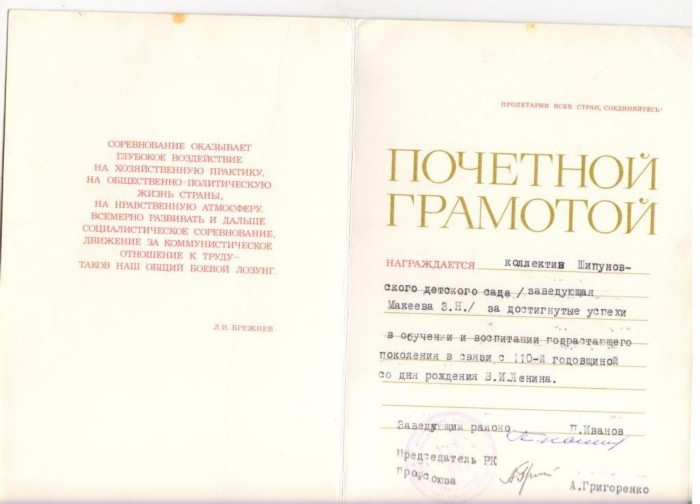 СОРЕВНОВАНИЕ ОКАЗЫВАЕТ
ГЛУБОКОЕ ВОЗДЕЙСТВИЕ
НА ХОЗЯЙСТВЕННУЮ ПРАКТИКУ,
НА ОБЩЕСТВЕННО-ПОЛИТИЧЕСКУЮ
ЖИЗНЬ СТРАНЫ,
НА НРАВСТВЕННУЮ АТМОСФЕРУ.
ВСЕМЕРНО РАЗВИВАТЬ И ДАЛЬШЕ
СОЦИАЛИСТИЧЕСКОЕ СОРЕВНОВАНИЕ,
ДВИЖЕНИЕ ЗА КОММУНИСТИЧЕСКОЕ
ОТНОШЕНИЕ К ТРУДУ–
ТАКОВ НАШ ОБЩИЙ БОЕВОЙ ЛОЗУНГ.
Л.И. БРЕЖНЕВ
ПРОЛЕТАРИИ ВСЕХ СТРАН, СОЕДИНЯЙТЕСЬ!
ПОЧЕТНОЙ
ГРАМОТОЙ
НАГРАЖДАЕТСЯ коллектив Шипунов-
ского детского сада /заведующая
Макеева З.Н./ за достигнутые успехи
в обучении и воспитании подрастающего
поколения в связи с 110-й годовщиной
со дня рождения В.И.Ленина.
Заведующий районо П.Иванов
Председатель РК
профсоюза А.Григоренко